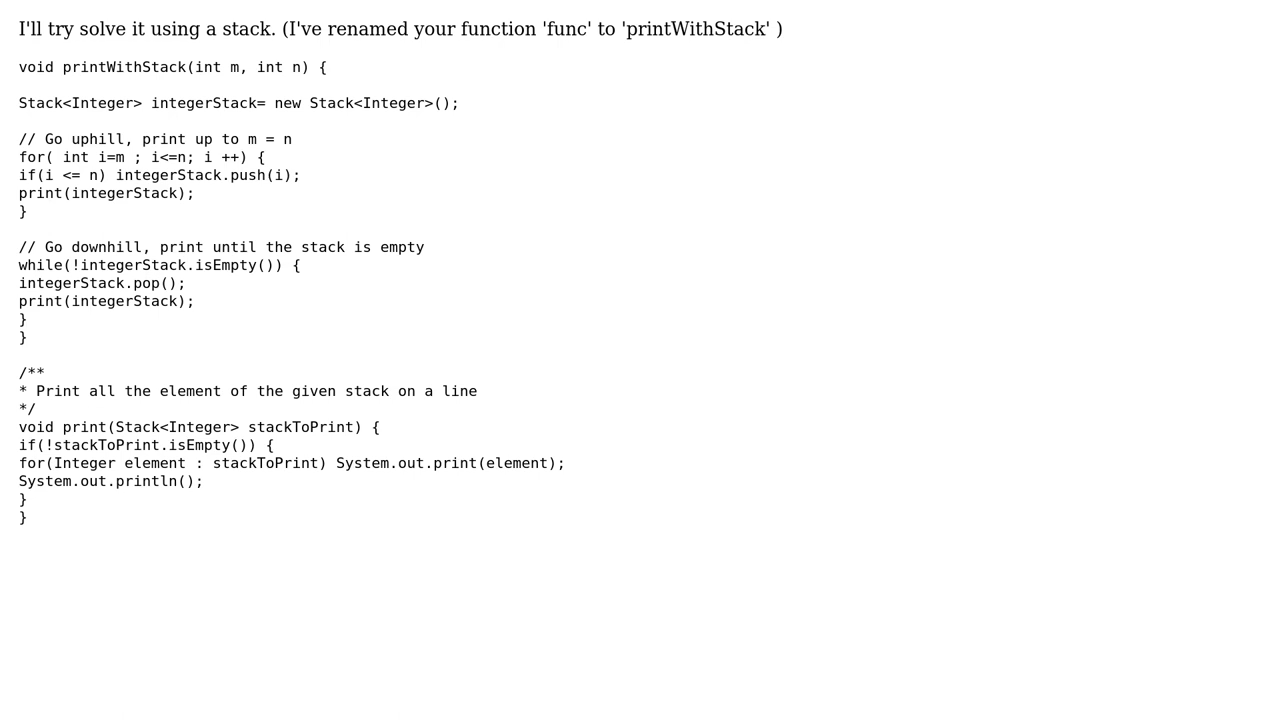 I'll try solve it using a stack. (I've renamed your function 'func' to 'printWithStack' )
void printWithStack(int m, int n) {
Stack<Integer> integerStack= new Stack<Integer>();
// Go uphill, print up to m = n
for( int i=m ; i<=n; i ++) {
if(i <= n) integerStack.push(i);
print(integerStack);
}
// Go downhill, print until the stack is empty
while(!integerStack.isEmpty()) {
integerStack.pop();
print(integerStack);
}
}
/**
* Print all the element of the given stack on a line
*/
void print(Stack<Integer> stackToPrint) {
if(!stackToPrint.isEmpty()) {
for(Integer element : stackToPrint) System.out.print(element);
System.out.println();
}
}